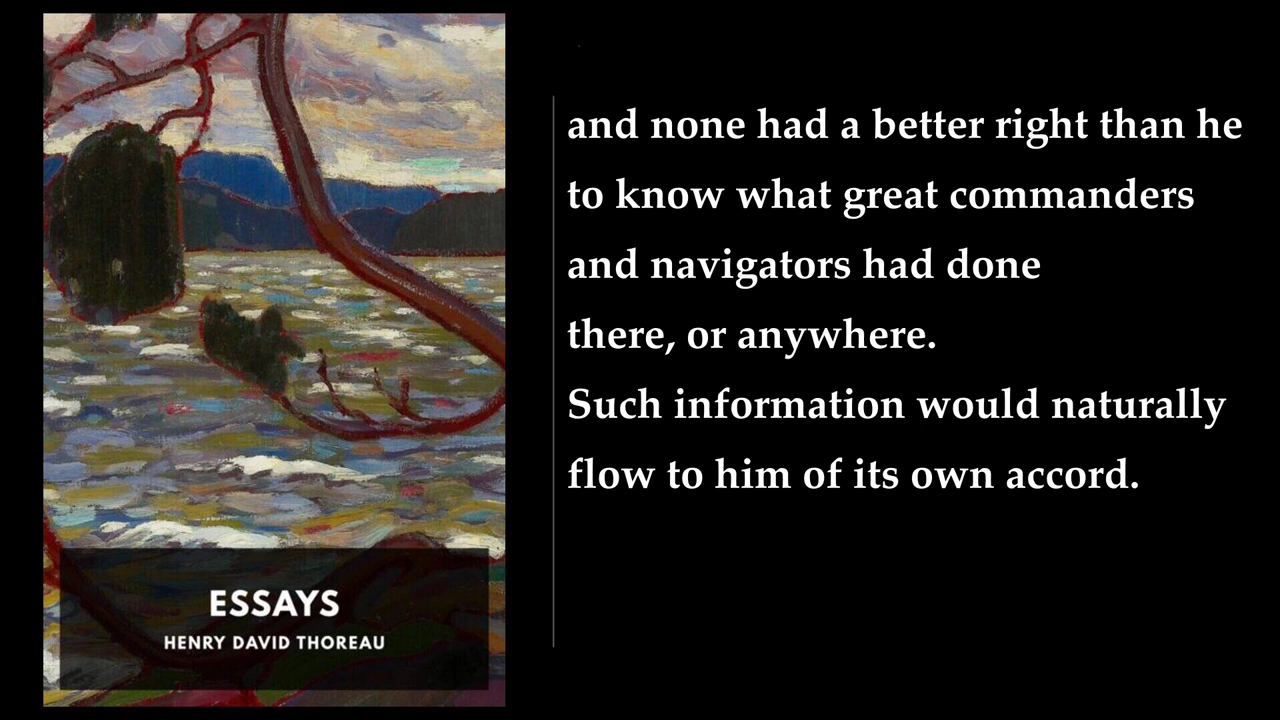 ESSAYS
HENRY DAVID THOREAU
and none had a better right than he
to know what great commanders
and navigators had done
there, or anywhere.
Such information would naturally
flow to him of its own accord.